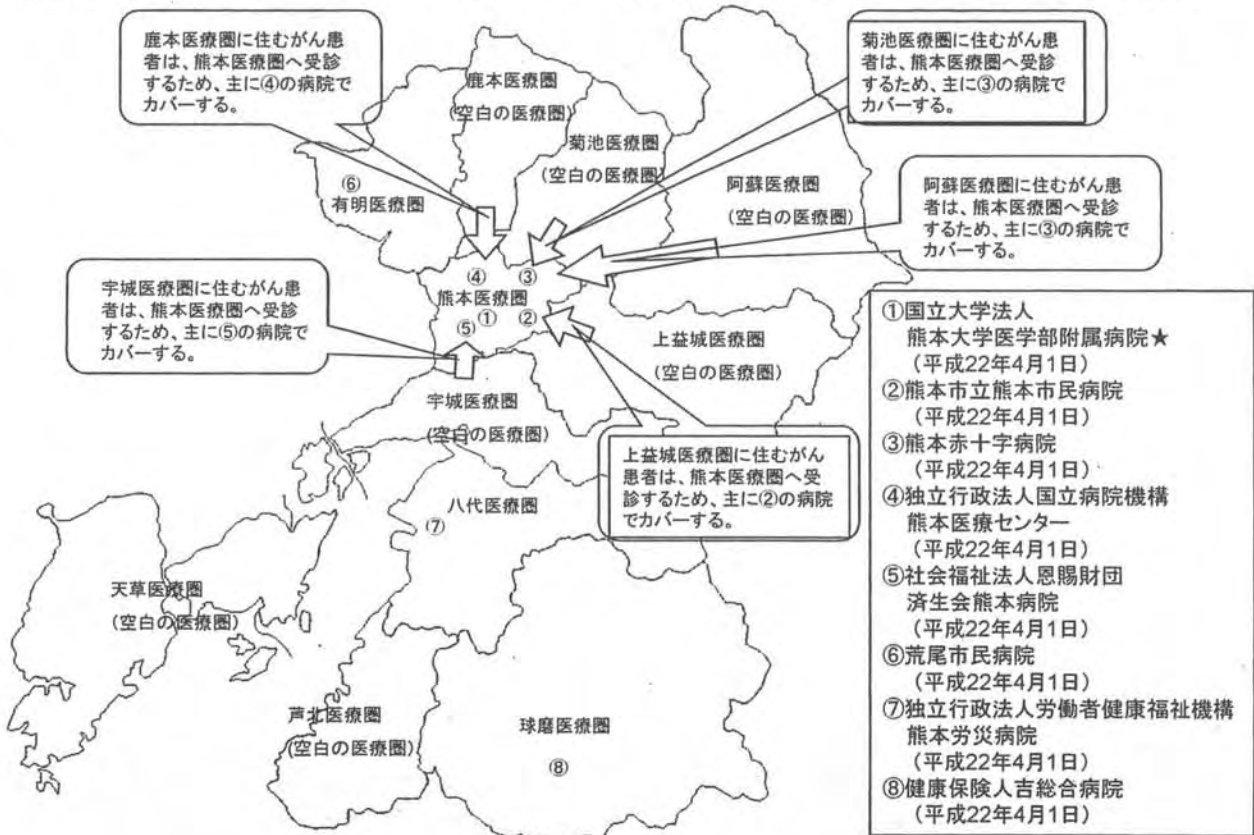 鹿本医療圏に住むがん患
者は、熊本医療圏へ受診
するため、主に④の病院で
カバーする。
菊池医療圏に住むがん患
者は、熊本医療圏へ受診
するため、主に③の病院で
カバーする。
鹿本医療圏
(空白の医療圏)
菊池医療圏
(空白の医療圏)
阿蘇医療圏
(空白の医療圏)
阿蘇医療圏に住むがん患
者は、熊本医療圏へ受診
するため、主に③の病院で
カバーする。
⑥
有明医療圏
宇城医療圏に住むがん患
者は、熊本医療圏へ受診
するため、主に⑤の病院で
カバーする。
④ ③
熊本医療圏
⑤ ① ②
上益城医療圏
(空白の医療圏)
宇城医療圏
(空白の医療圏)
上益城医療圏に住むがん
患者は、熊本医療圏へ受
診するため、主に②の病院
でカバーする。
八代医療圏
⑦
天草医療圏
(空白の医療圏)
芦北医療圏
(空白の医療圏)
球磨医療圏
⑧
①国立大学法人
熊本大学医学部附属病院★
(平成22年4月1日)
②熊本市立熊本市民病院
(平成22年4月1日)
③熊本赤十字病院
(平成22年4月1日)
④独立行政法人国立病院機構
熊本医療センター
(平成22年4月1日)
⑤社会福祉法人恩賜財団
済生会熊本病院
(平成22年4月1日)
⑥荒尾市民病院
(平成22年4月1日)
⑦独立行政法人労働者健康福祉機構
熊本労災病院
(平成22年4月1日)
⑧健康保険人吉総合病院
(平成22年4月1日)